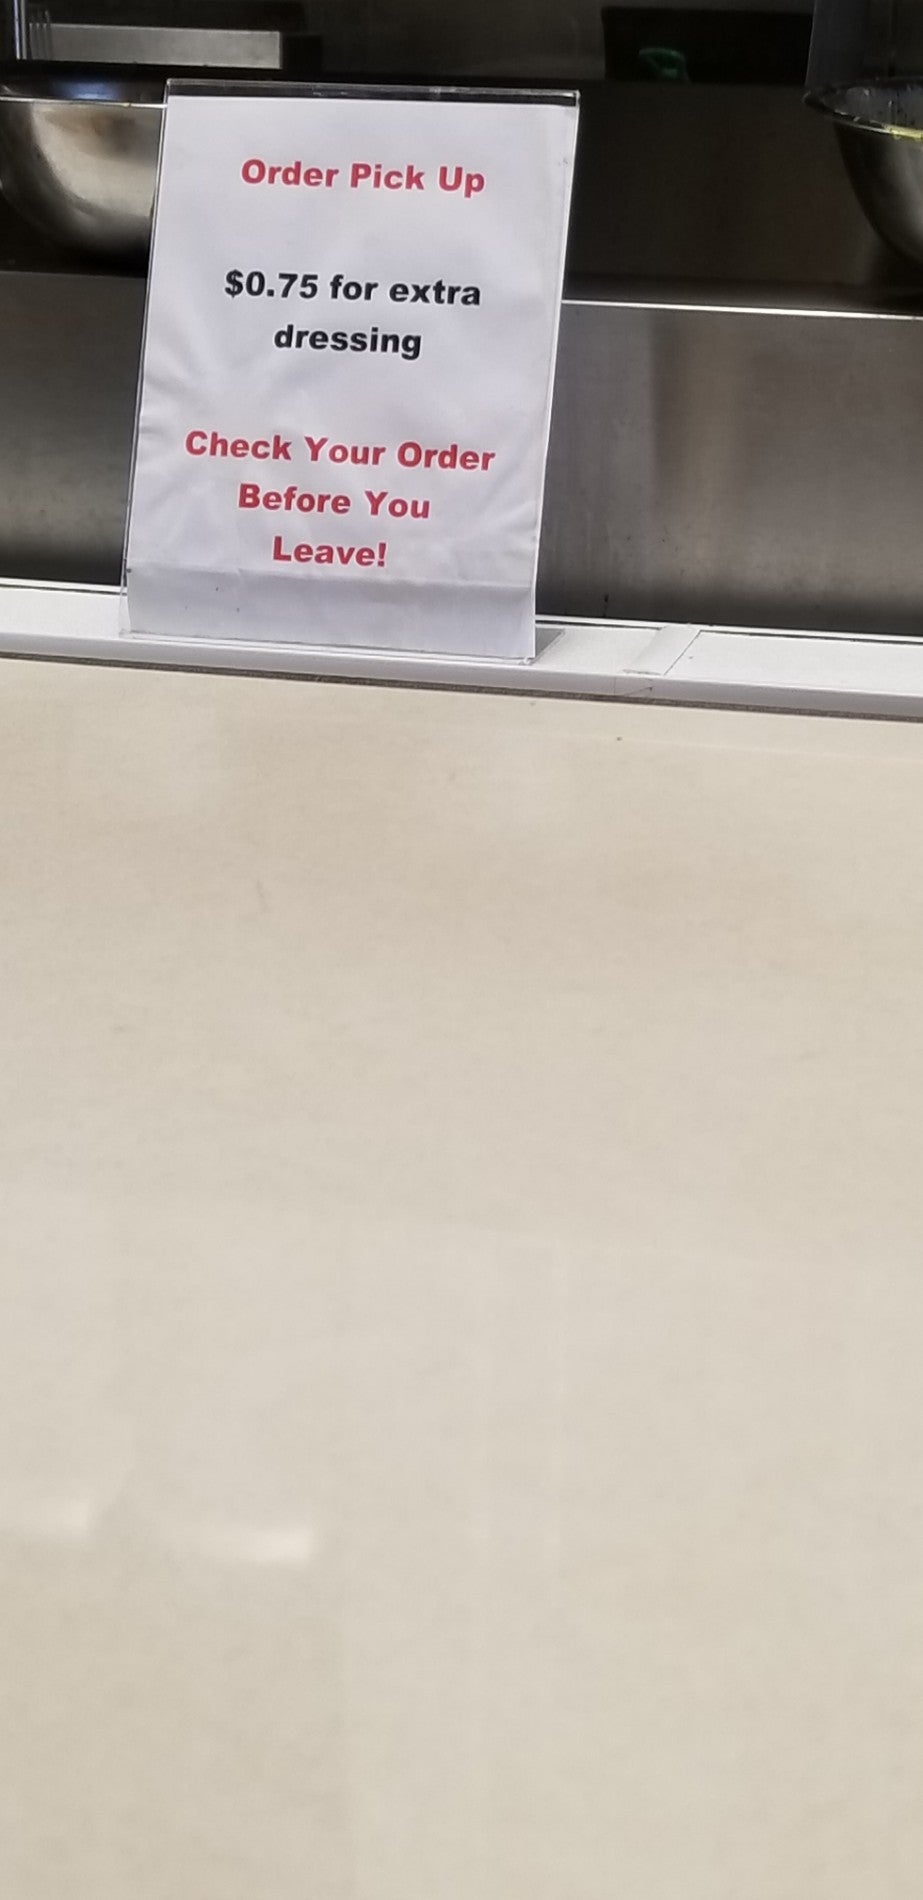 Order Pick Up
$0.75 for extra
dressing
Check Your Order
Before You
Leave!